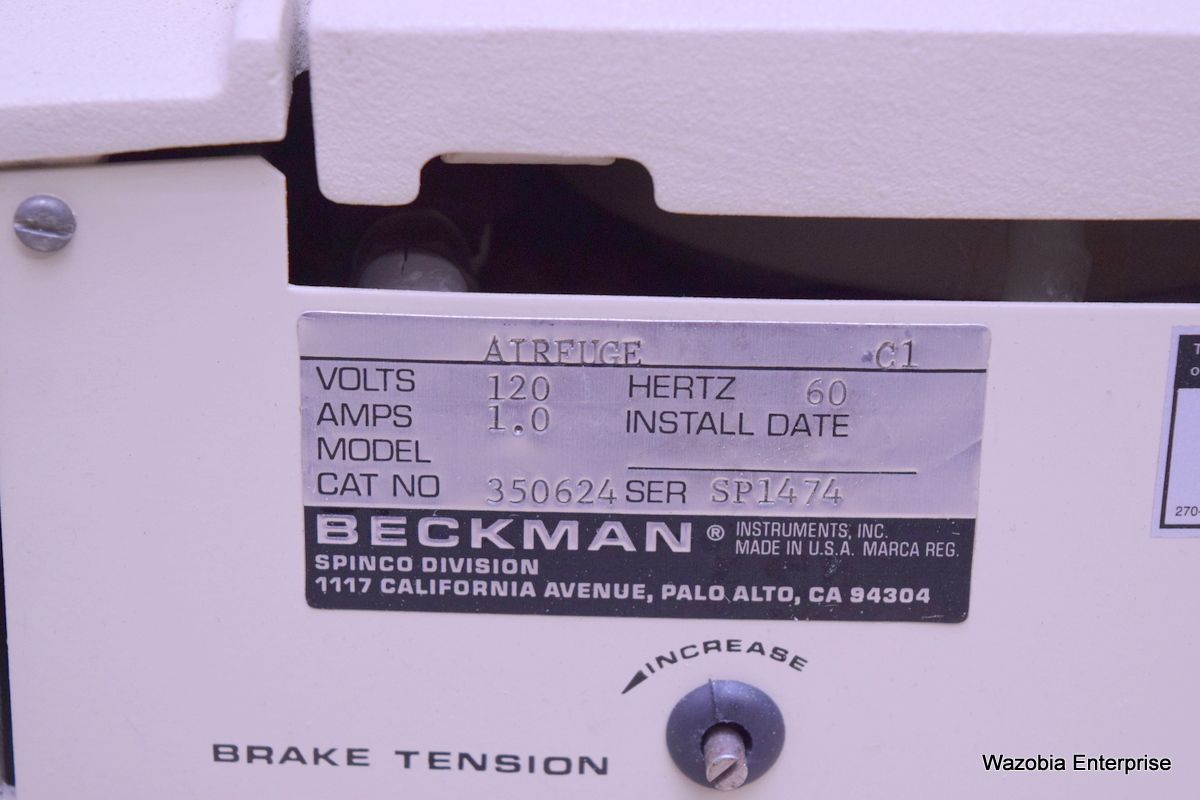 AIRFUGE C1
VOLTS 120 HERTZ 60
AMPS 1.0 INSTALL DATE
MODEL
CAT NO 350624 SER SP1474
BECKMAN ® INSTRUMENTS, INC.
MADE IN U.S.A. MARCA REG.
SPINCO DIVISION
1117 CALIFORNIA AVENUE, PALO ALTO, CA 94304
INCREASE
BRAKE TENSION
270-
Wazobia Enterprise